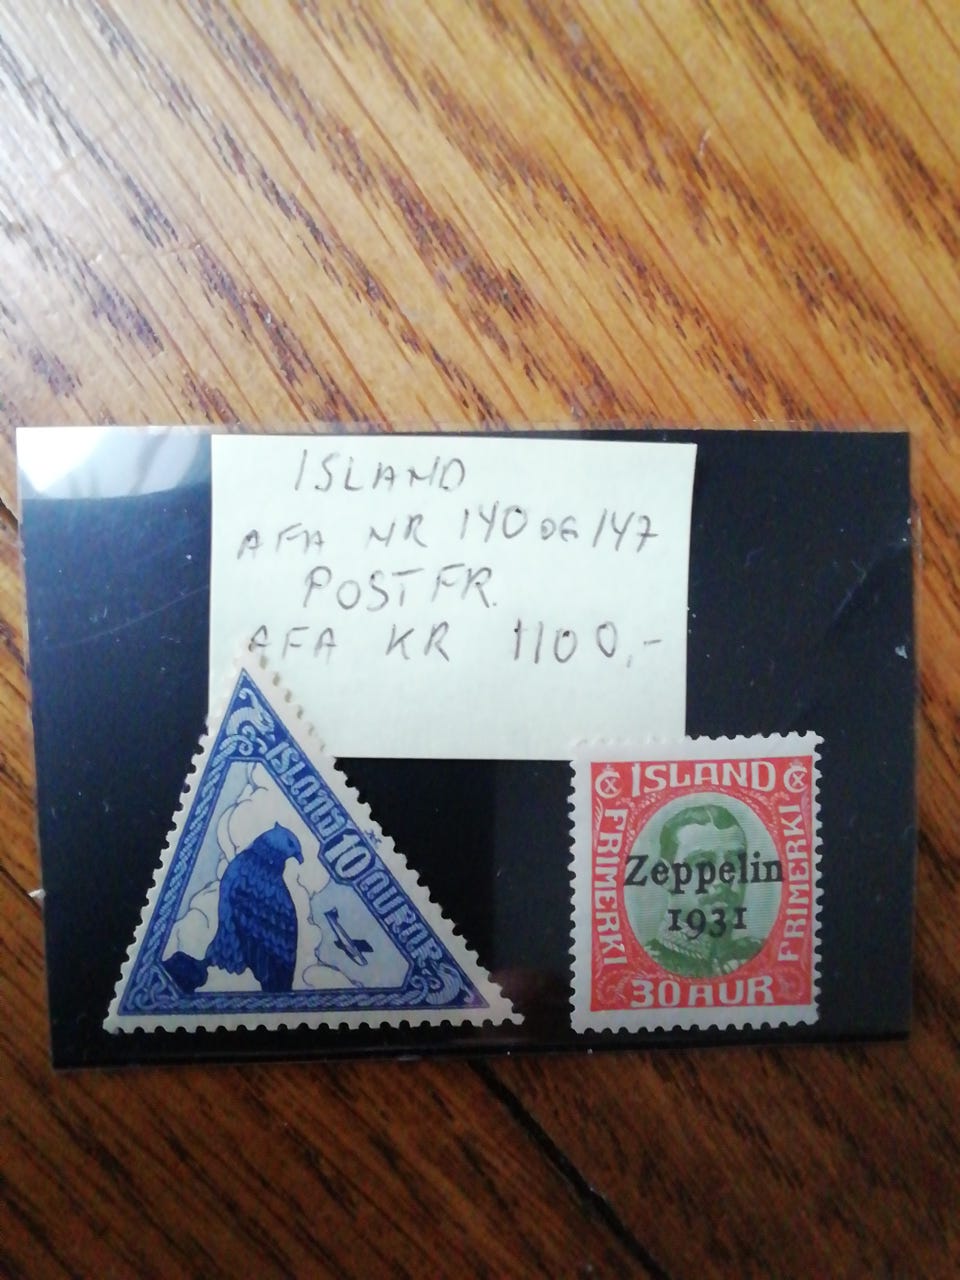 ISLAND
AFA NR 140 OG 147
POSTFR.
AFA KR 1100,-
ISLAND 10 AURAR
ISLAND
FRIMERKI
FRIMERKI
Zeppelin
1931
30 AUR